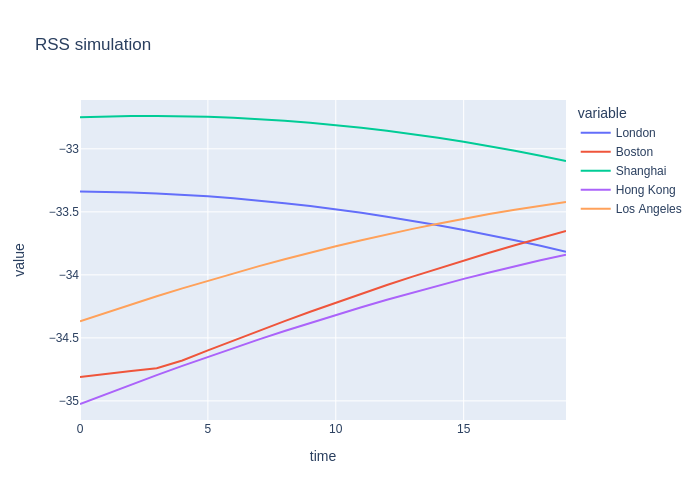 RSS simulation
variable
London
Boston
Shanghai
Hong Kong
Los Angeles
value
−33
−33.5
−34
−34.5
−35
0
5
10
15
time